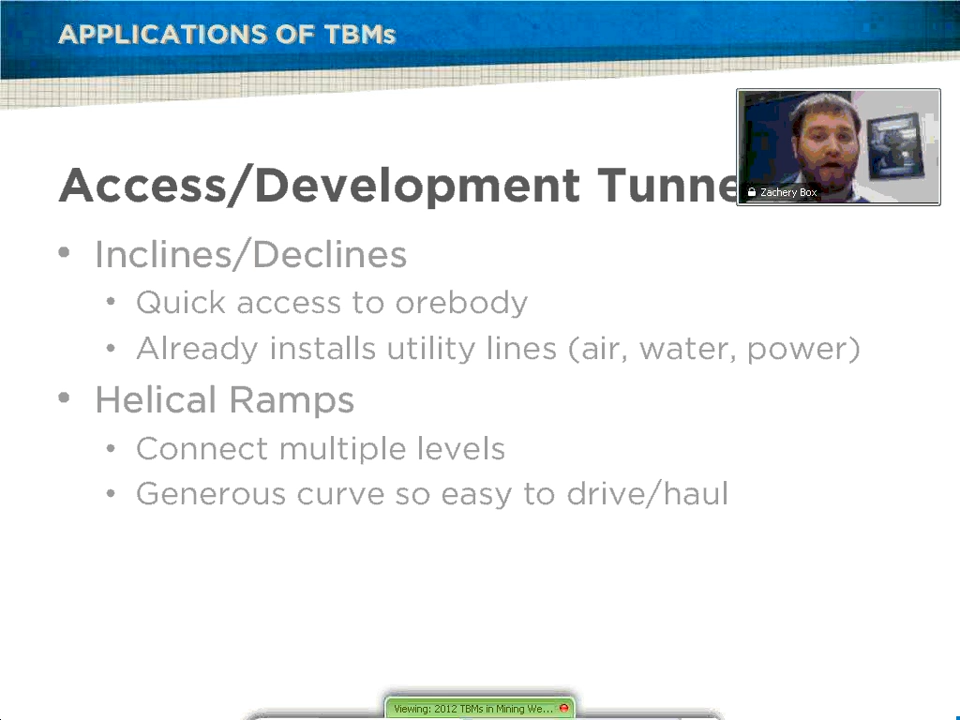 APPLICATIONS OF TBMs
Zachery Box
Access/Development Tunne
• Inclines/Declines
• Quick access to orebody
• Already installs utility lines (air, water, power)
• Helical Ramps
• Connect multiple levels
• Generous curve so easy to drive/haul
Viewing: 2012 TBMs in Mining We...